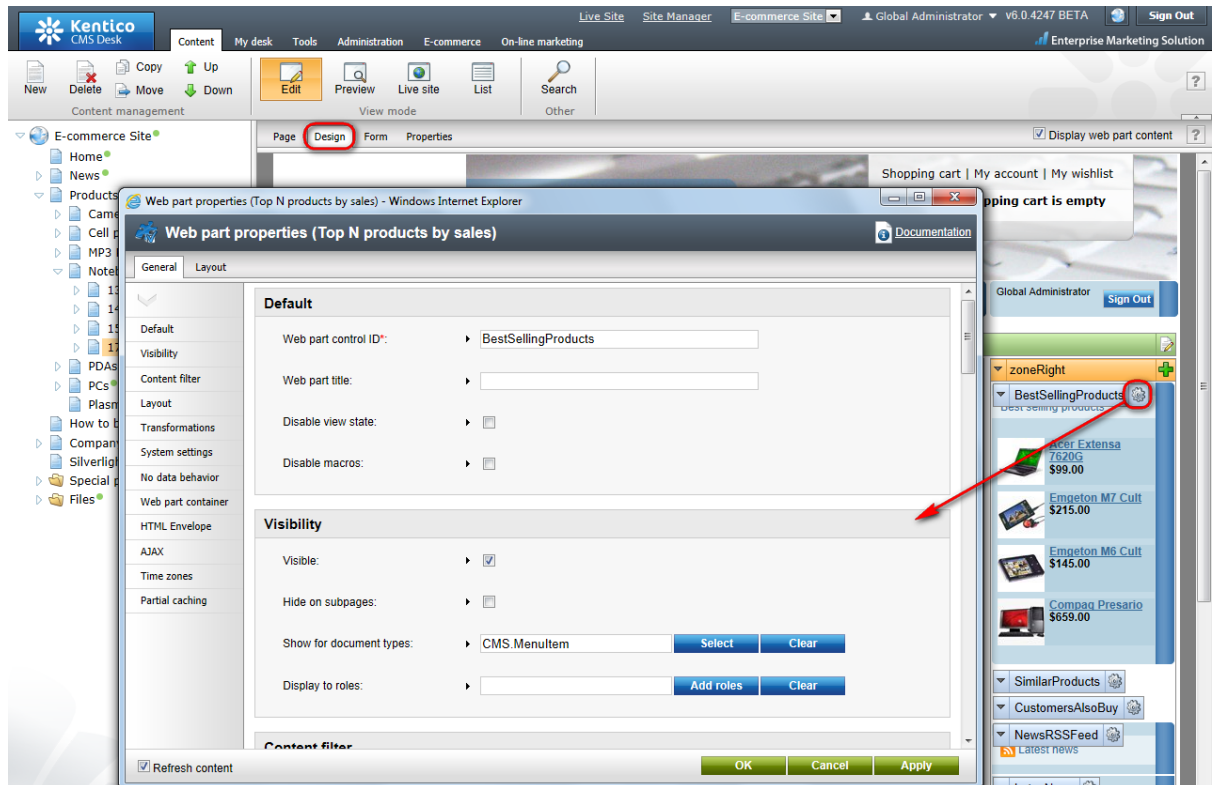 Kentico
CMS Desk
Live Site Site Manager E-commerce Site Global Administrator v6.0.4247 BETA Sign Out
Content My desk Tools Administration E-commerce On-line marketing
Enterprise Marketing Solution
New Delete Copy Move Up Down
Content management
Edit Preview Live site List
View mode
Search
Other
?
E-commerce Site
Home
News
Products
Came
Cell p
MP3
Noteb
13
14
15
17
PDAs
PCs
Plasm
How to b
Company
Silverligh
Special p
Files
Page Design Form Properties
Display web part content ?
Shopping cart | My account | My wishlist
pping cart is empty
Global Administrator Sign Out
Web part properties (Top N products by sales) - Windows Internet Explorer
Web part properties (Top N products by sales)
Documentation
General Layout
Default
Visibility
Content filter
Layout
Transformations
System settings
No data behavior
Web part container
HTML Envelope
AJAX
Time zones
Partial caching
Default
Web part control ID*: BestSellingProducts
Web part title:
Disable view state:
Disable macros:
Visibility
Visible:
Hide on subpages:
Show for document types: CMS.MenuItem Select Clear
Display to roles: Add roles Clear
Content filter
Refresh content
OK Cancel Apply
zoneRight
BestSellingProducts
Best selling products
Acer Extensa
7620G
$99.00
Emgeton M7 Cult
$215.00
Emgeton M6 Cult
$145.00
Compaq Presario
$659.00
SimilarProducts
CustomersAlsoBuy
NewsRSSFeed
Latest news